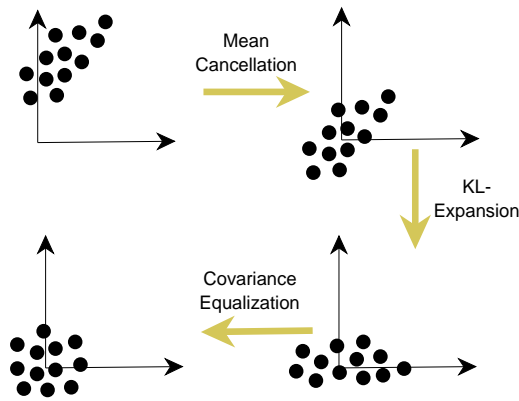 Mean
Cancellation
KL-
Expansion
Covariance
Equalization